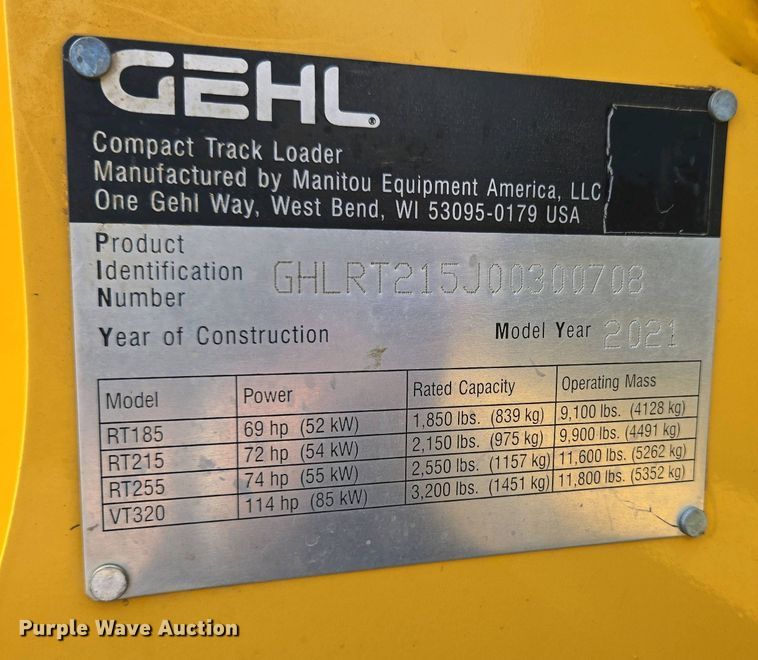 GEHL®
Compact Track Loader
Manufactured by Manitou Equipment America, LLC
One Gehl Way, West Bend, WI 53095-0179 USA
Product
Identification GHLRT215J00300708
Number
Year of Construction Model Year 2021
Model Power Rated Capacity Operating Mass
RT185 69 hp (52 kW) 1,850 lbs. (839 kg) 9,100 lbs. (4128 kg)
RT215 72 hp (54 kW) 2,150 lbs. (975 kg) 9,900 lbs. (4491 kg)
RT255 74 hp (55 kW) 2,550 lbs. (1157 kg) 11,600 lbs. (5262 kg)
VT320 114 hp (85 kW) 3,200 lbs. (1451 kg) 11,800 lbs. (5352 kg)
Purple Wave Auction